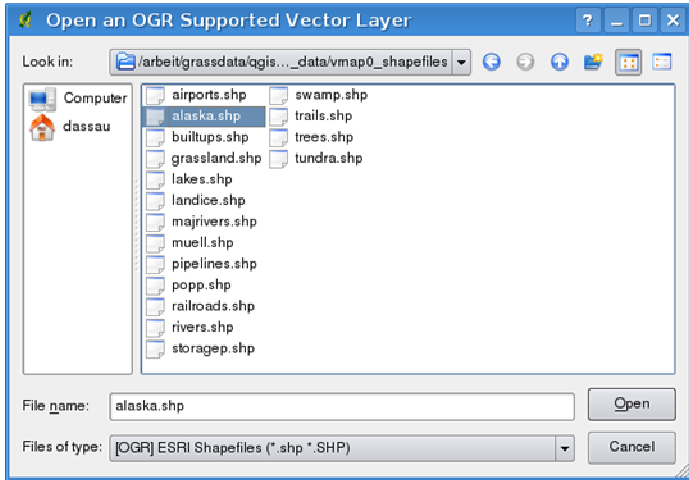 Open an OGR Supported Vector Layer
Look in:
/arbeit/grassdata/qgis..._data/vmap0_shapefiles
Computer
dassau
airports.shp
alaska.shp
builtups.shp
grassland.shp
lakes.shp
landice.shp
majrivers.shp
muell.shp
pipelines.shp
popp.shp
railroads.shp
rivers.shp
storagep.shp
swamp.shp
trails.shp
trees.shp
tundra.shp
File name:
alaska.shp
Open
Files of type:
[OGR] ESRI Shapefiles (*.shp *.SHP)
Cancel